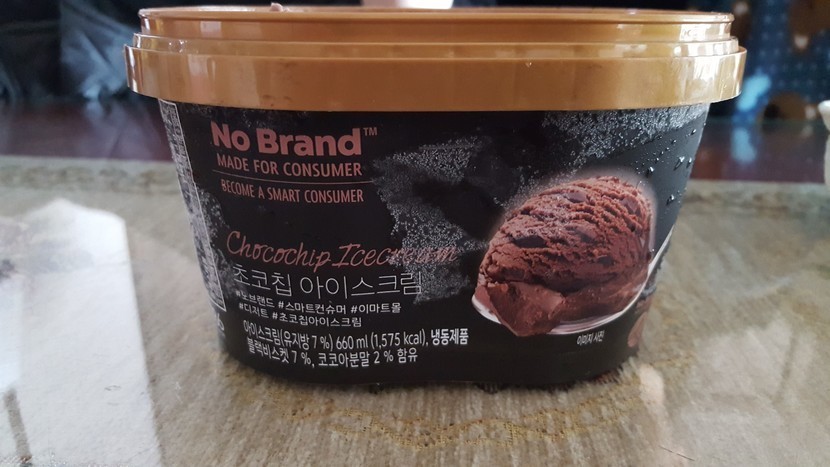 No Brand™
MADE FOR CONSUMER
BECOME A SMART CONSUMER
Chocochip Icecream
초코칩 아이스크림
#노브랜드 #스마트컨슈머 #이마트몰
#디저트 #초코칩아이스크림
아이스크림(유지방 7 %) 660 ml (1,575 kcal), 냉동제품
블랙비스켓 7 %, 코코아분말 2 % 함유
이미지 사진